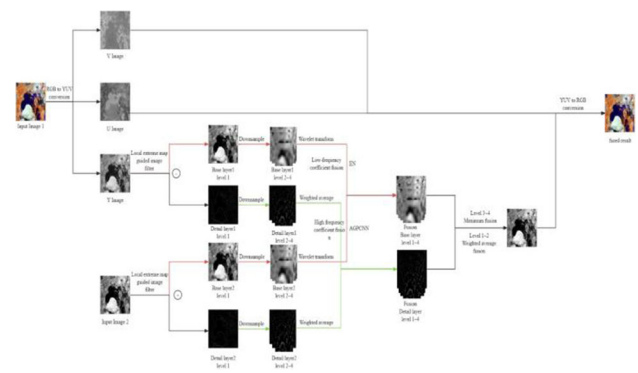 V Image
RGB to YUV
conversion
Input Image 1
U Image
YUV to RGB
conversion
fused result
Local extreme map
guided image
filter
Y Image
Downsample
Base layer1
level 1
Wavelet transform
Base layer1
level 2~4
Low frequency
coefficient fusion
EN
Downsample
Detail layer1
level 1
Weighted average
Detail layer1
level 2~4
High frequency
coefficient fusio
n
AGPCNN
Fusion
Base layer
level 1~4
Level 3~4
Maximum fusion
Level 1~2
Weighted average
fusion
Local extreme map
guided image
filter
Input Image 2
Downsample
Base layer2
level 1
Wavelet transform
Base layer2
level 2~4
Downsample
Detail layer2
level 1
Weighted average
Detail layer2
level 2~4
Fusion
Detail layer
level 1~4